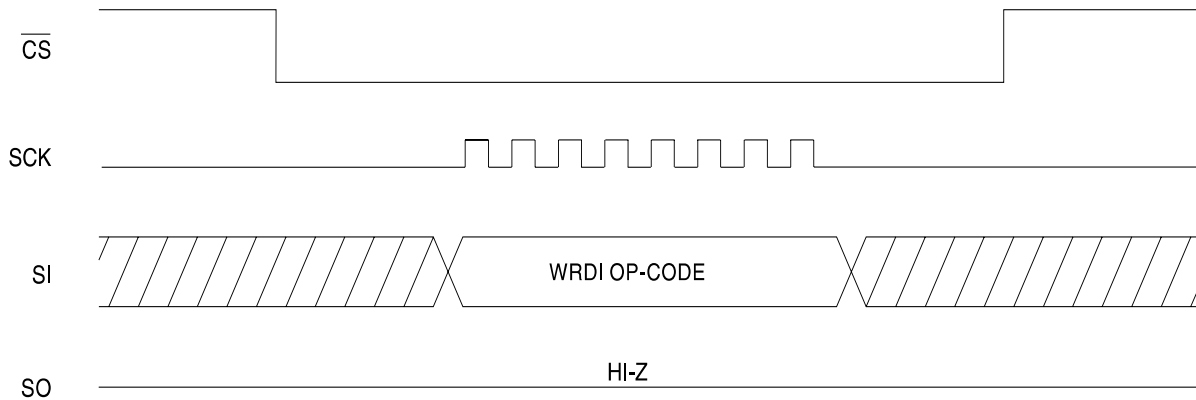 CS
SCK
SI
WRDI OP-CODE
SO
HI-Z